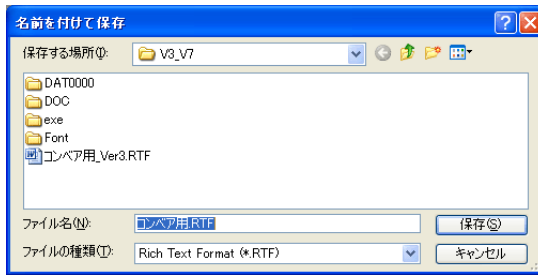 名前を付けて保存
保存する場所(I): V3_V7
DAT0000
DOC
exe
Font
コンベア用_Ver3.RTF
ファイル名(N): コンベア用.RTF 保存(S)
ファイルの種類(T): Rich Text Format (*.RTF) キャンセル